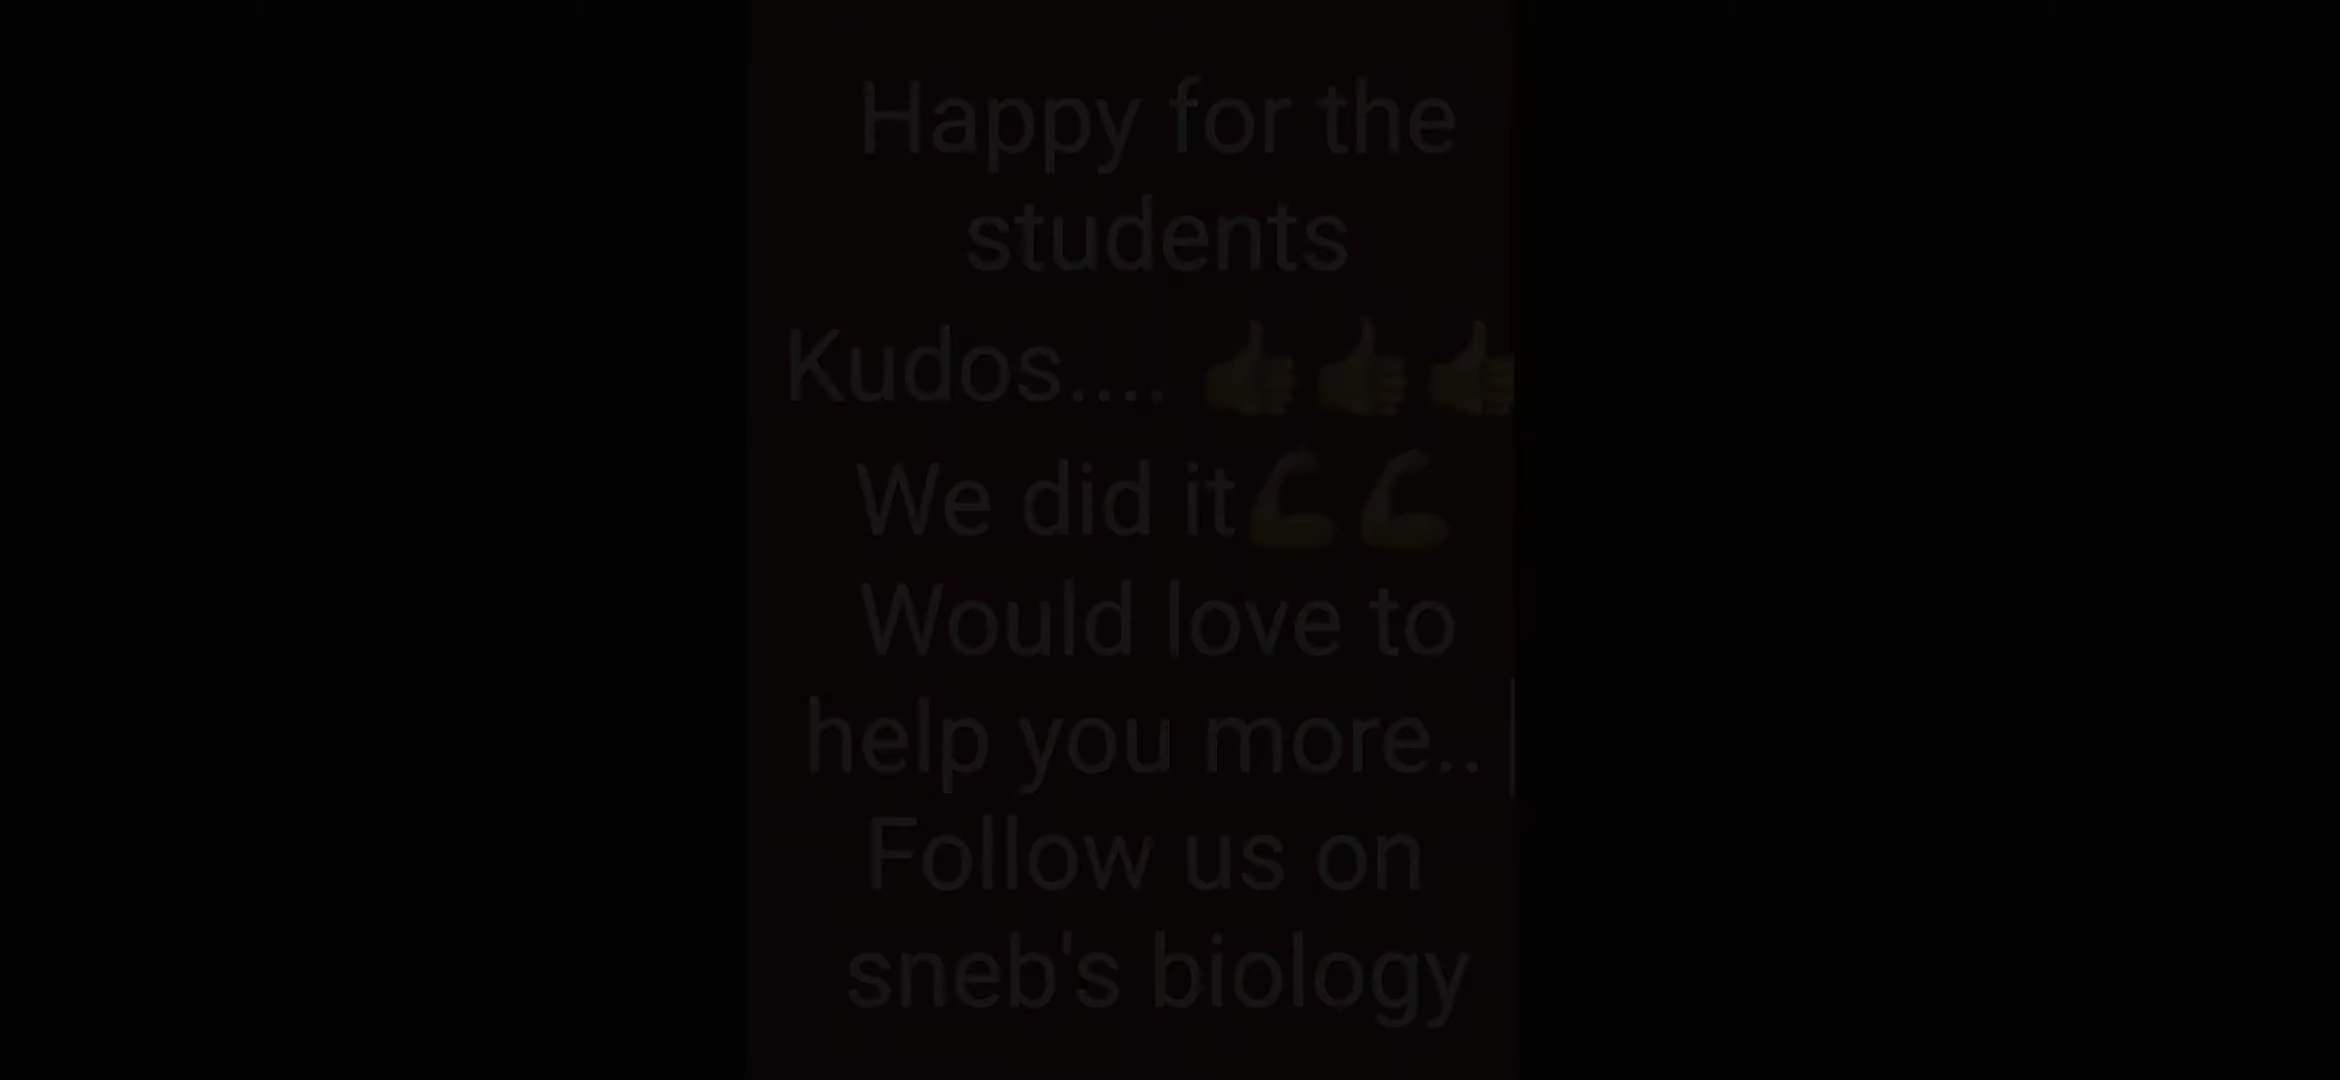 Happy for the
students
Kudos.... 👍👍👍
We did it💪💪
Would love to
help you more..
Follow us on
sneb's biology